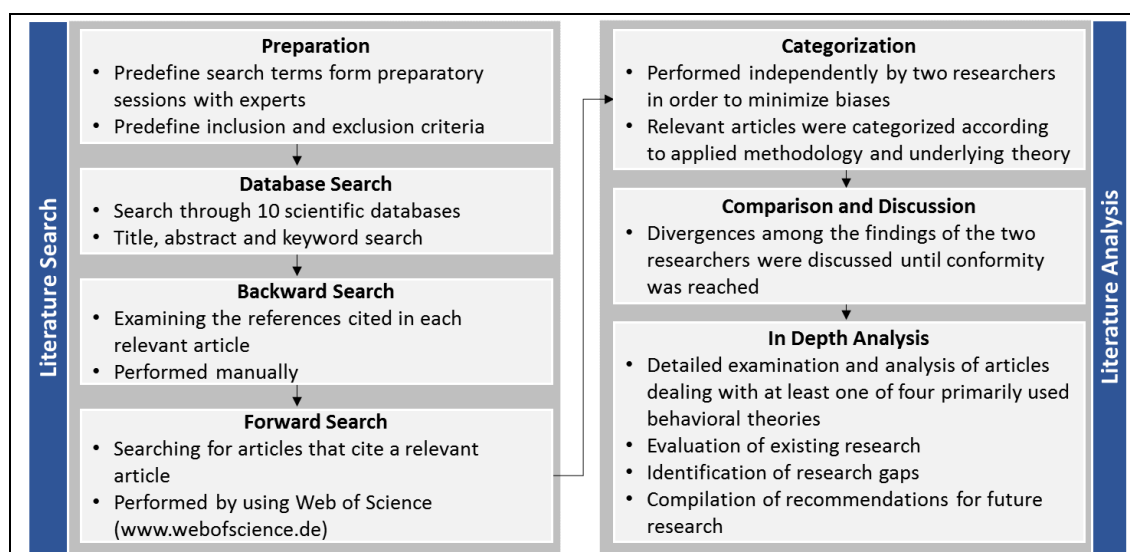 Literature Search
Preparation
• Predefine search terms form preparatory
sessions with experts
• Predefine inclusion and exclusion criteria
Database Search
• Search through 10 scientific databases
• Title, abstract and keyword search
Backward Search
• Examining the references cited in each
relevant article
• Performed manually
Forward Search
• Searching for articles that cite a relevant
article
• Performed by using Web of Science
(www.webofscience.de)
Categorization
• Performed independently by two researchers
in order to minimize biases
• Relevant articles were categorized according
to applied methodology and underlying theory
Comparison and Discussion
• Divergences among the findings of the two
researchers were discussed until conformity
was reached
In Depth Analysis
• Detailed examination and analysis of articles
dealing with at least one of four primarily used
behavioral theories
• Evaluation of existing research
• Identification of research gaps
• Compilation of recommendations for future
research
Literature Analysis